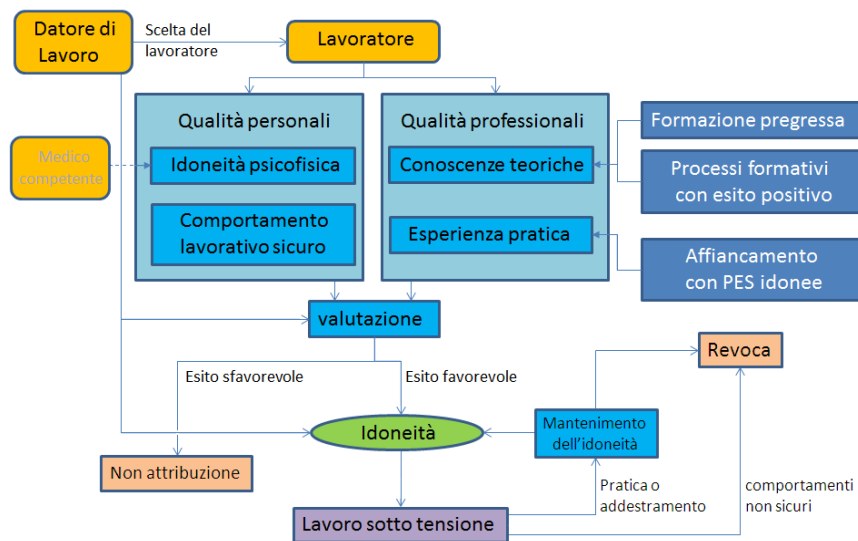 Datore di
Lavoro
Scelta del
lavoratore
Lavoratore
Qualità personali
Qualità professionali
Formazione pregressa
Medico
competente
Idoneità psicofisica
Conoscenze teoriche
Processi formativi
con esito positivo
Comportamento
lavorativo sicuro
Esperienza pratica
Affiancamento
con PES idonee
valutazione
Revoca
Esito sfavorevole
Esito favorevole
Idoneità
Mantenimento
dell'idoneità
Non attribuzione
Pratica o
addestramento
comportamenti
non sicuri
Lavoro sotto tensione